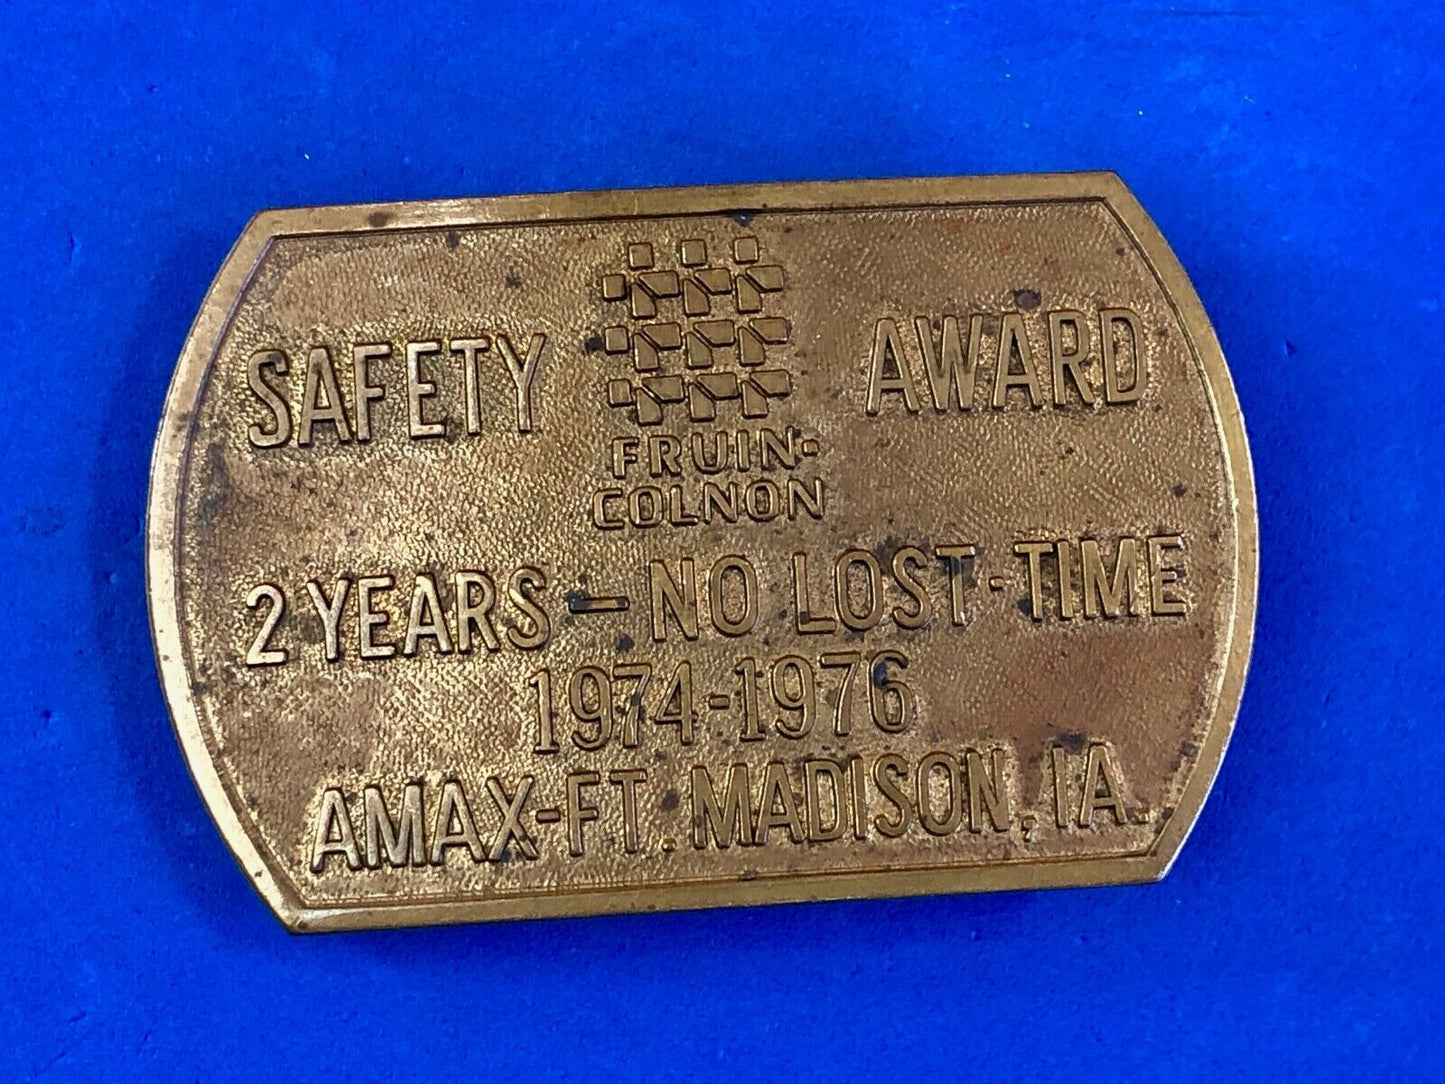 SAFETY AWARD
FRUIN-
COLNON
2 YEARS - NO LOST-TIME
1974-1976
AMAX-FT. MADISON, IA.